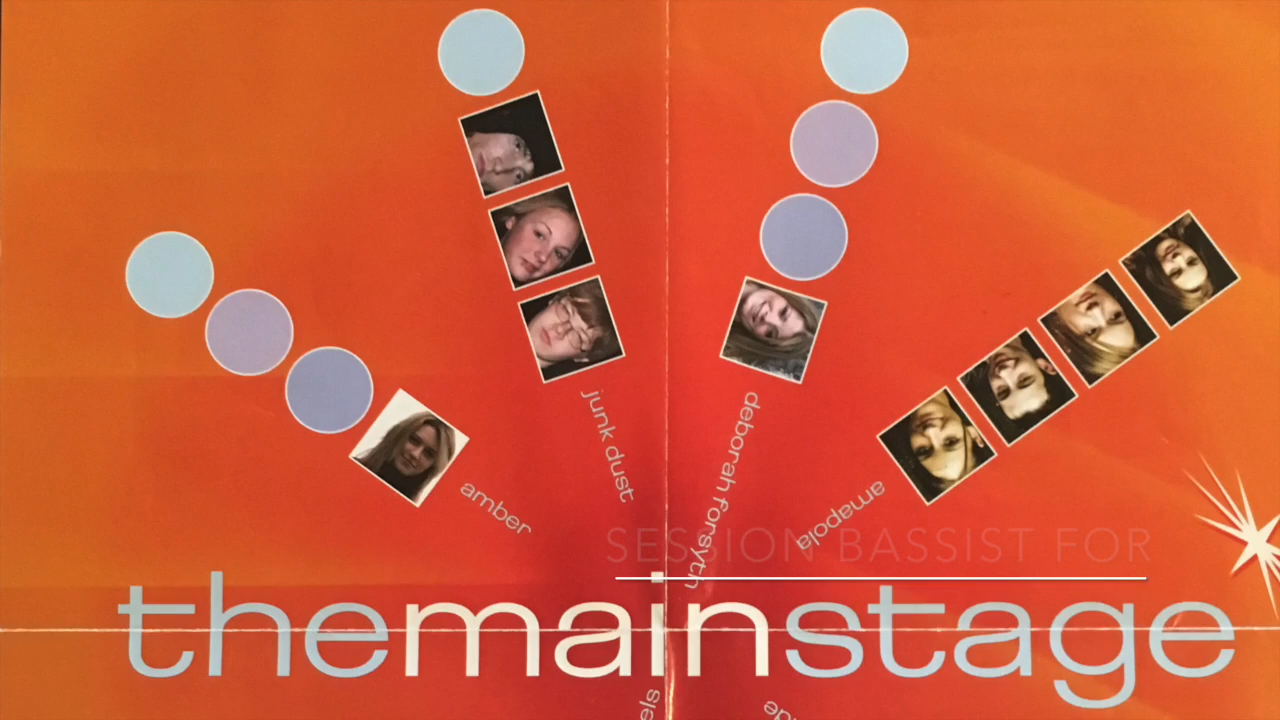 amber
junk dust
deborah forsyth
amapola
SESSION BASSIST FOR
themainstage